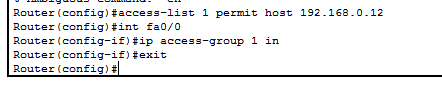 Router(config)#access-list 1 permit host 192.168.0.12
Router(config)#int fa0/0
Router(config-if)#ip access-group 1 in
Router(config-if)#exit
Router(config)#